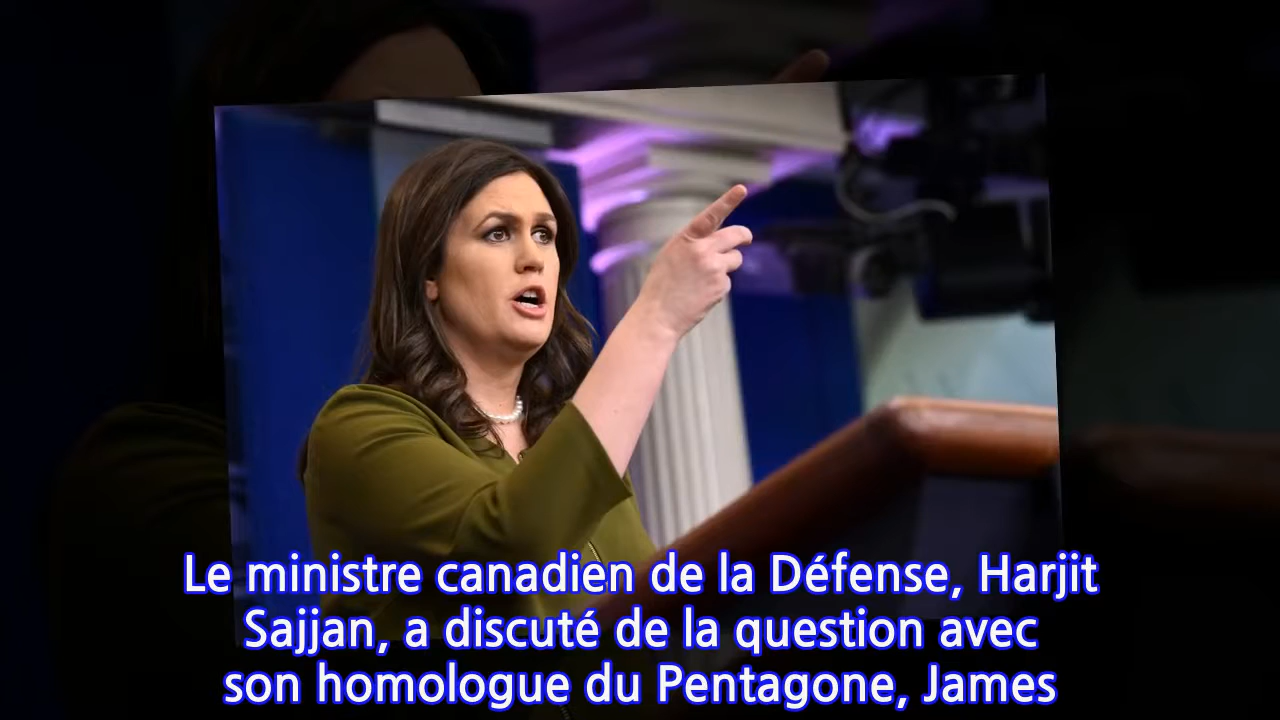 Le ministre canadien de la Défense, Harjit
Sajjan, a discuté de la question avec
son homologue du Pentagone, James